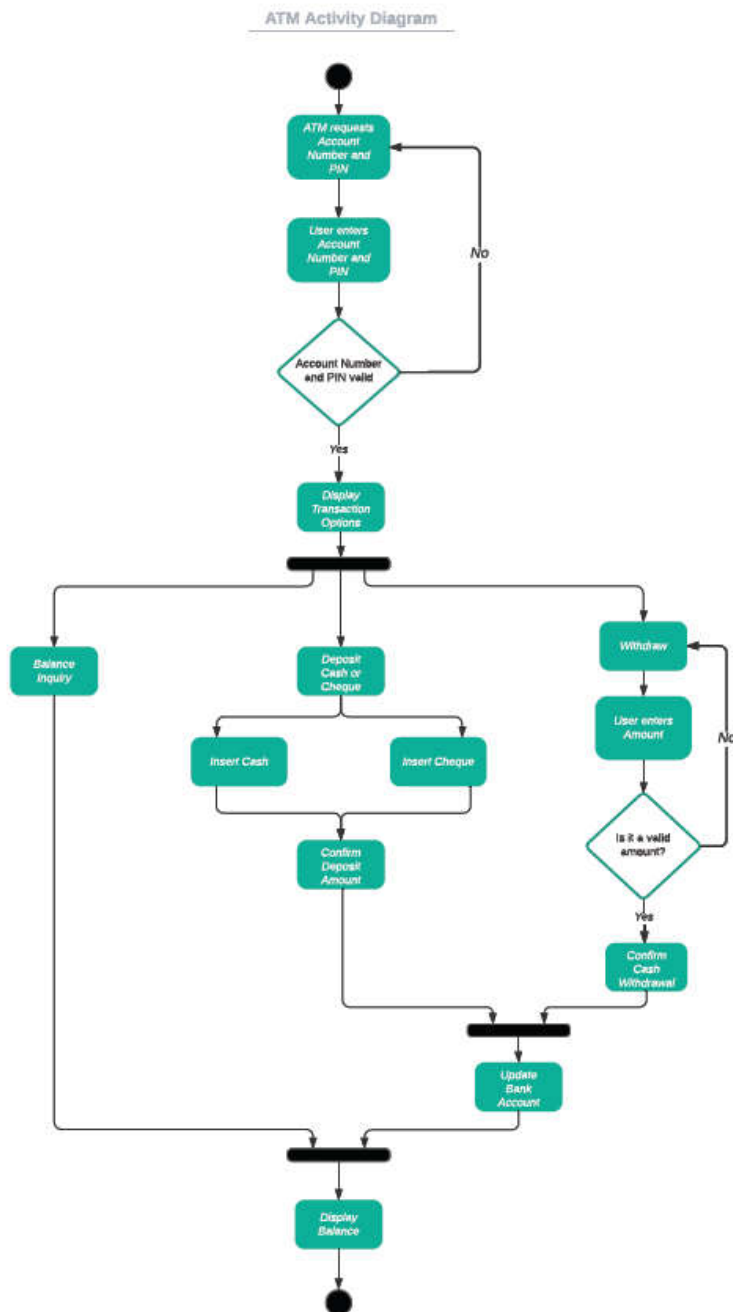 ATM Activity Diagram
ATM requests
Account
Number and
PIN
User enters
Account
Number and
PIN
No
Account Number
and PIN valid
Yes
Display
Transaction
Options
Balance
Inquiry
Deposit
Cash or
Cheque
Withdraw
Insert Cash
Insert Cheque
User enters
Amount
No
Confirm
Deposit
Amount
Is it a valid
amount?
Yes
Confirm
Cash
Withdrawal
Update
Bank
Account
Display
Balance